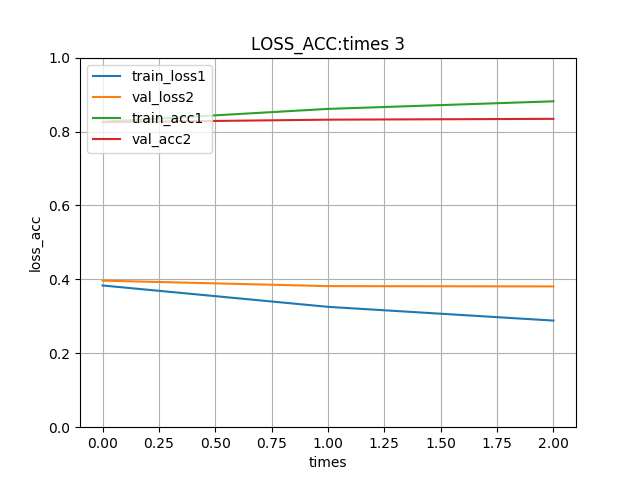 LOSS_ACC:times 3
train_loss1
val_loss2
train_acc1
val_acc2
1.0
0.8
0.6
0.4
0.2
0.0
loss_acc
0.00 0.25 0.50 0.75 1.00 1.25 1.50 1.75 2.00
times